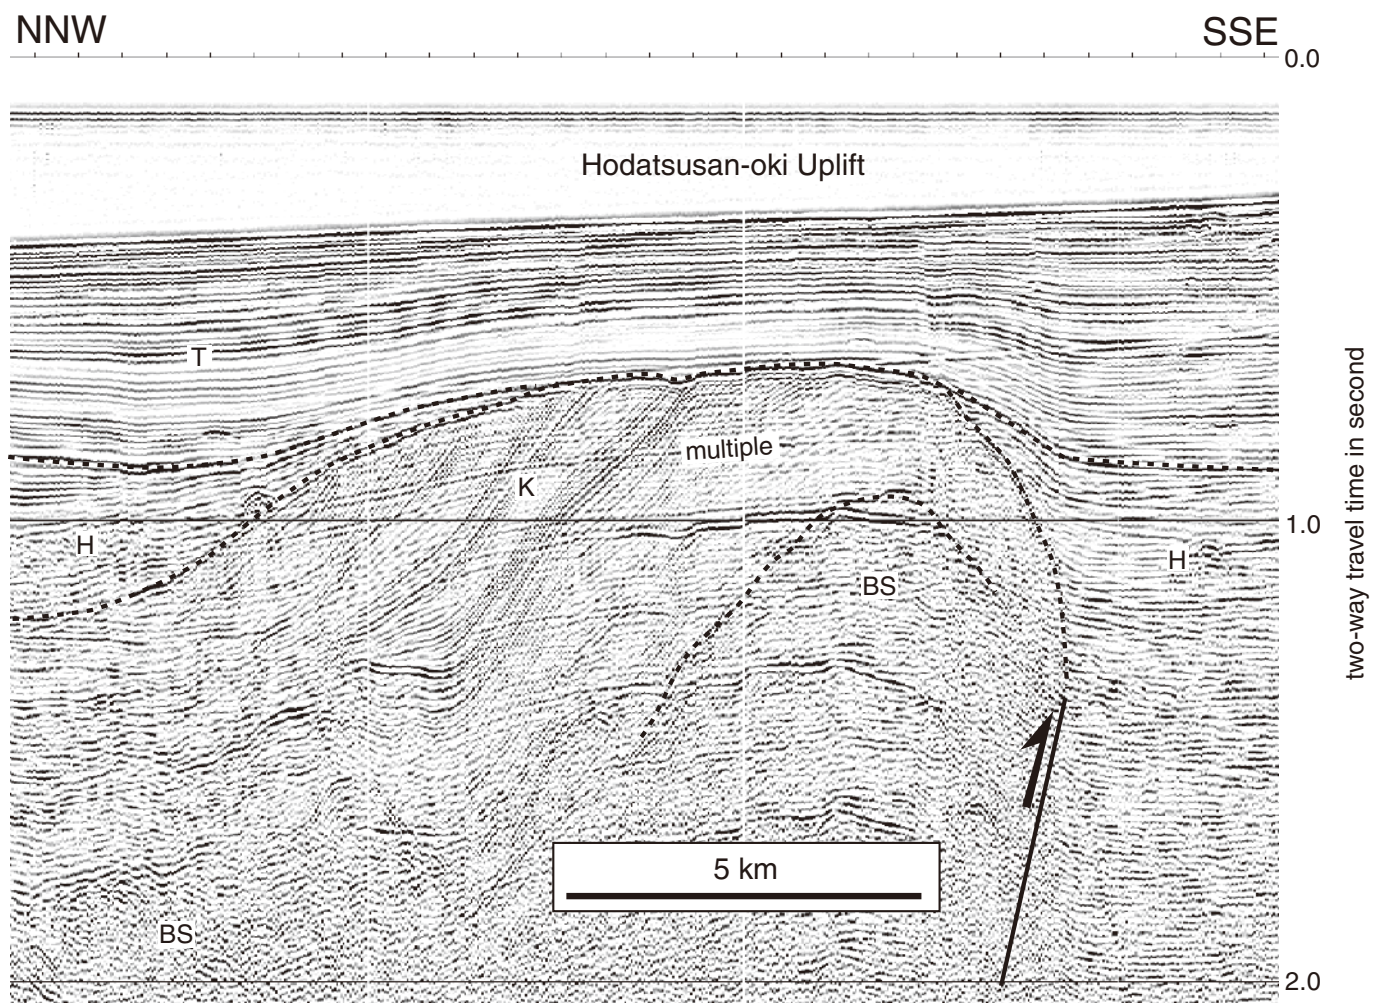 NNW
SSE
0.0
Hodatsusan-oki Uplift
T
multiple
K
1.0
H
H
BS
two-way travel time in second
5 km
BS
2.0